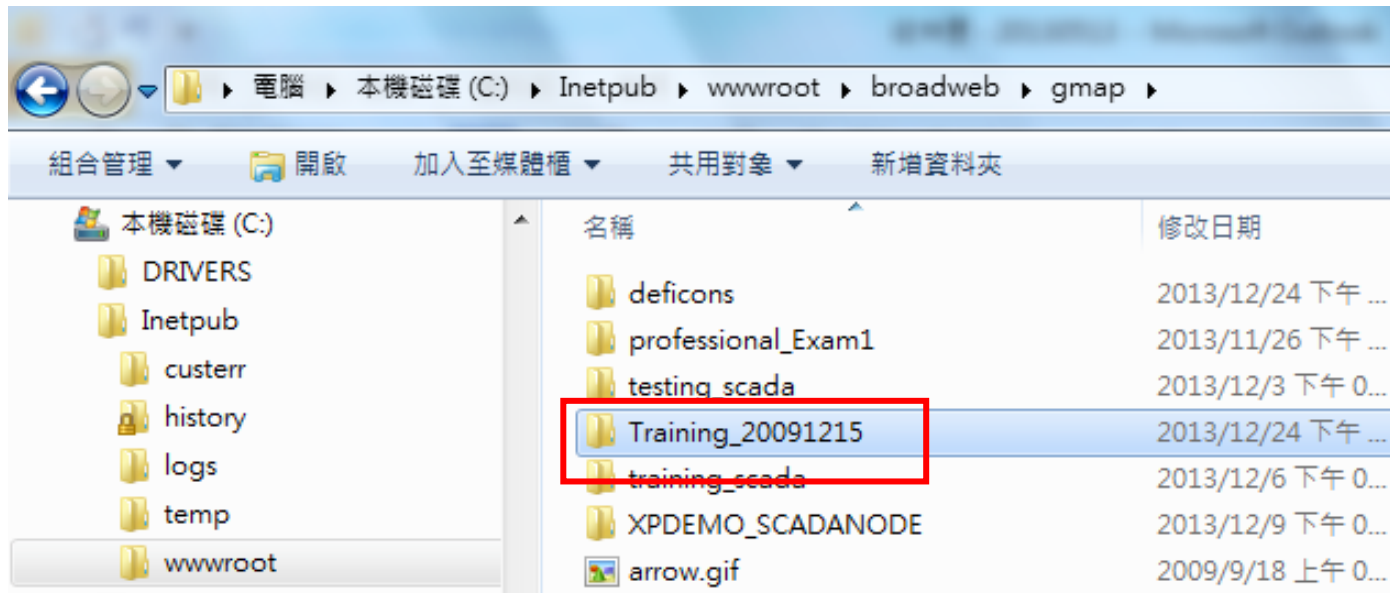 電腦 ▸ 本機磁碟 (C:) ▸ Inetpub ▸ wwwroot ▸ broadweb ▸ gmap ▸
組合管理 ▼ 開啟 加入至媒體櫃 ▼ 共用對象 ▼ 新增資料夾
本機磁碟 (C:)
DRIVERS
Inetpub
custerr
history
logs
temp
wwwroot
名稱 修改日期
deficons 2013/12/24 下午 ...
professional_Exam1 2013/11/26 下午 ...
testing_scada 2013/12/3 下午 0...
Training_20091215 2013/12/24 下午 ...
training_scada 2013/12/6 下午 0...
XPDEMO_SCADANODE 2013/12/9 下午 0...
arrow.gif 2009/9/18 上午 0...